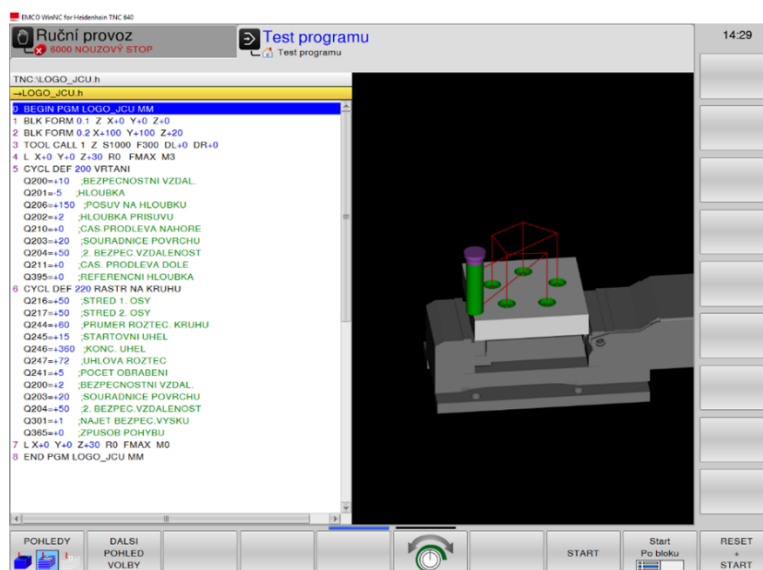 EMCO WinNC for Heidenhain TNC 640
Ruční provoz
6000 NOUZOVÝ STOP
Test programu
Test programu
14:29
TNC:\LOGO_JCU.h
→LOGO_JCU.h
0 BEGIN PGM LOGO_JCU MM
1 BLK FORM 0.1 Z X+0 Y+0 Z+0
2 BLK FORM 0.2 X+100 Y+100 Z+20
3 TOOL CALL 1 Z S1000 F300 DL+0 DR+0
4 L X+0 Y+0 Z+30 R0 FMAX M3
5 CYCL DEF 200 VRTANI
Q200=+10 ;BEZPECNOSTNI VZDAL.
Q201=-5 ;HLOUBKA
Q206=+150 ;POSUV NA HLOUBKU
Q202=+2 ;HLOUBKA PRISUVU
Q210=+0 ;CAS.PRODLEVA NAHORE
Q203=+20 ;SOURADNICE POVRCHU
Q204=+50 ;2. BEZPEC.VZDALENOST
Q211=+0 ;CAS. PRODLEVA DOLE
Q395=+0 ;REFERENCNI HLOUBKA
6 CYCL DEF 220 RASTR NA KRUHU
Q216=+50 ;STRED 1. OSY
Q217=+50 ;STRED 2. OSY
Q244=+60 ;PRUMER ROZTEC. KRUHU
Q245=+15 ;STARTOVNI UHEL
Q246=+360 ;KONC. UHEL
Q247=+72 ;UHLOVA ROZTEC
Q241=+5 ;POCET OBRABENI
Q200=+2 ;BEZPECNOSTNI VZDAL.
Q203=+20 ;SOURADNICE POVRCHU
Q204=+50 ;2. BEZPEC.VZDALENOST
Q301=+1 ;NAJET BEZPEC.VYSKU
Q365=+0 ;ZPUSOB POHYBU
7 L X+0 Y+0 Z+30 R0 FMAX M0
8 END PGM LOGO_JCU MM
POHLEDY
DALSI
POHLED
VOLBY
START
Start
Po bloku
RESET
+
START